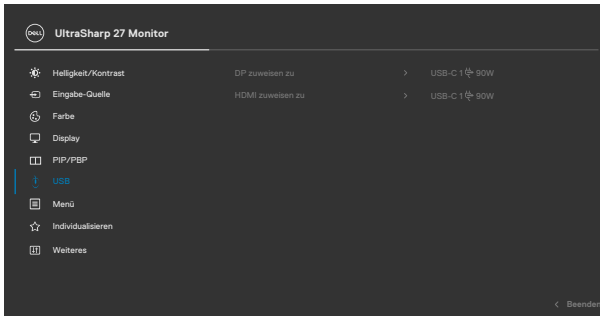 DELL UltraSharp 27 Monitor
Helligkeit/Kontrast DP zuweisen zu > USB-C 1 90W
Eingabe-Quelle HDMI zuweisen zu > USB-C 1 90W
Farbe
Display
PIP/PBP
USB
Menü
Individualisieren
Weiteres
< Beenden